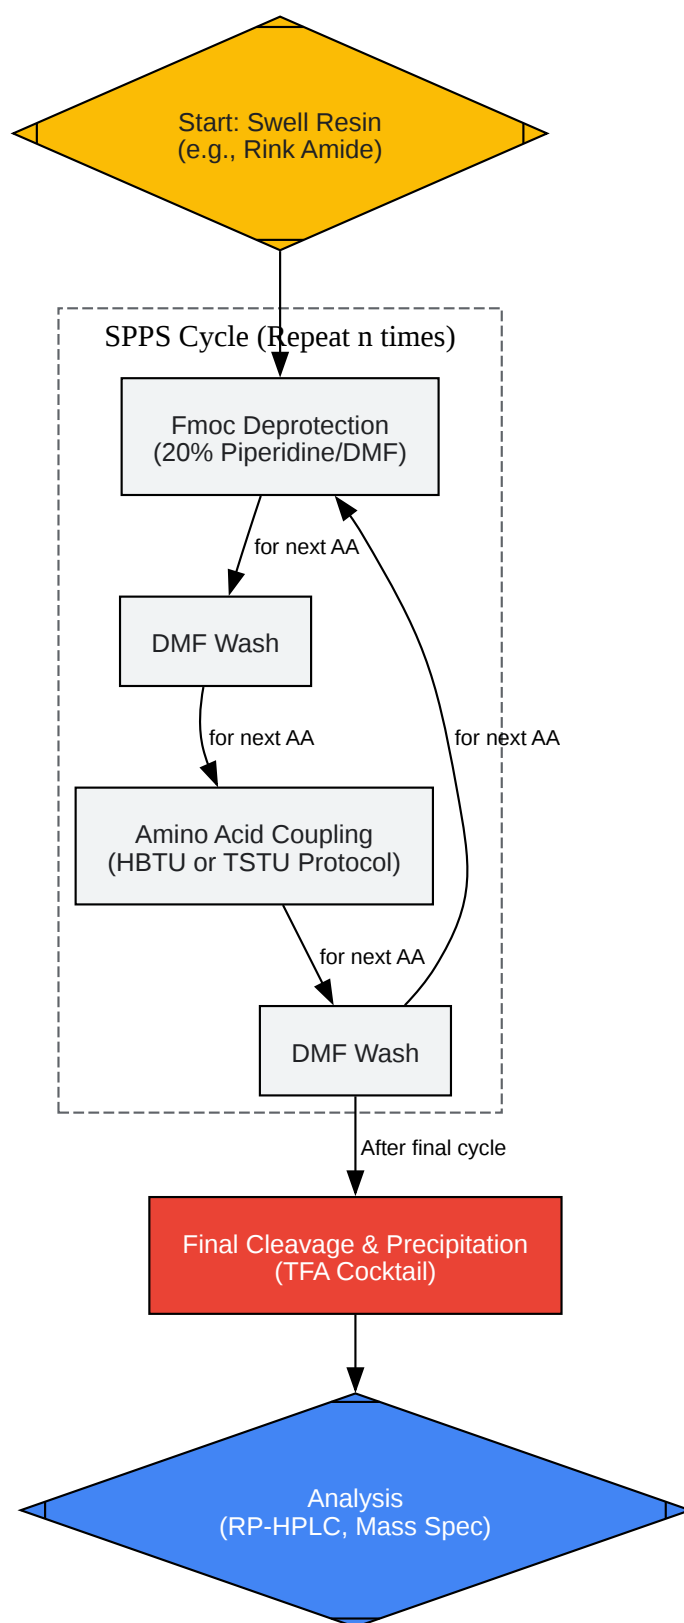 Start: Swell Resin
(e.g., Rink Amide)
SPPS Cycle (Repeat n times)
Fmoc Deprotection
(20% Piperidine/DMF)
for next AA
DMF Wash
for next AA
for next AA
Amino Acid Coupling
(HBTU or TSTU Protocol)
for next AA
DMF Wash
After final cycle
Final Cleavage & Precipitation
(TFA Cocktail)
Analysis
(RP-HPLC, Mass Spec)